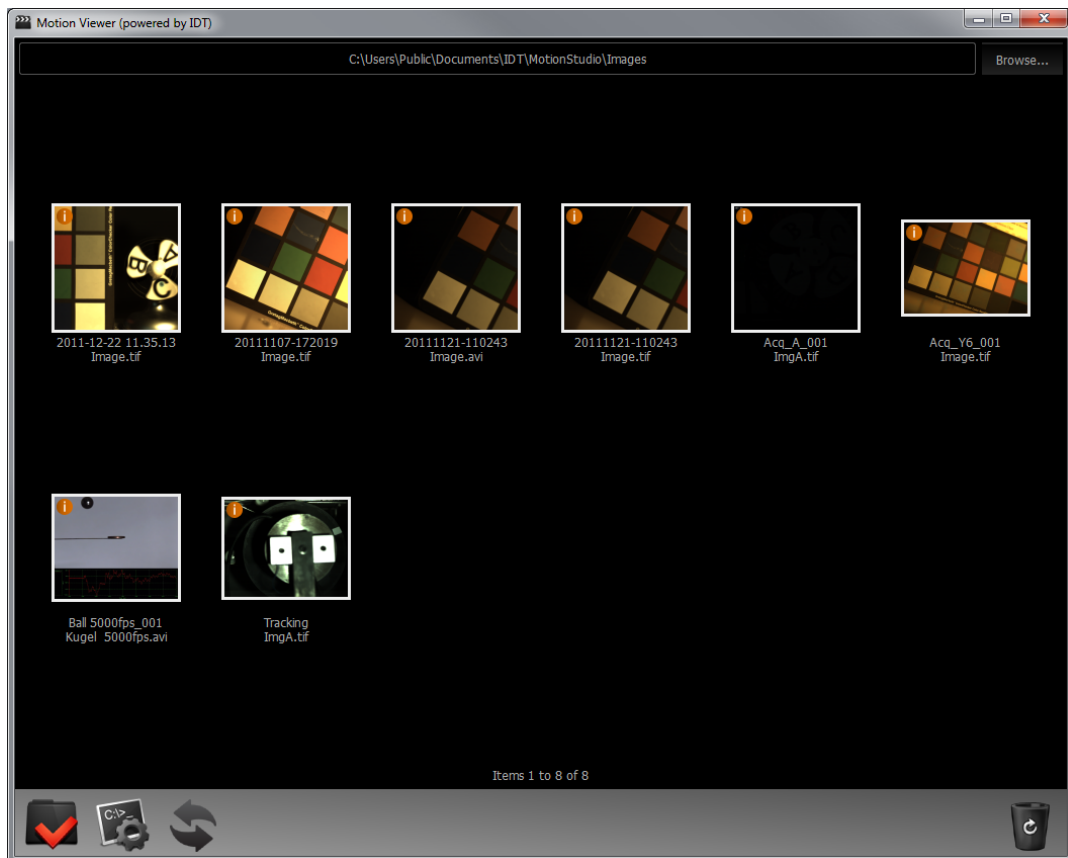 Motion Viewer (powered by IDT)
C:\Users\Public\Documents\IDT\MotionStudio\Images
Browse...
2011-12-22 11.35.13
Image.tif
20111107-172019
Image.tif
20111121-110243
Image.avi
20111121-110243
Image.tif
Acq_A_001
ImgA.tif
Acq_Y6_001
Image.tif
Ball 5000fps_001
Kugel  5000fps.avi
Tracking
ImgA.tif
Items 1 to 8 of 8
C:\>_